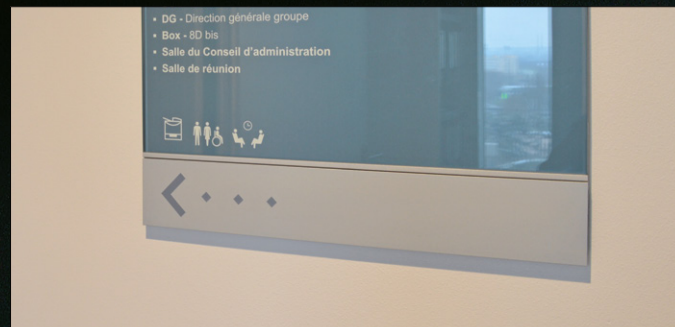 • DG - Direction générale groupe
• Box - 8D bis
• Salle du Conseil d'administration
• Salle de réunion